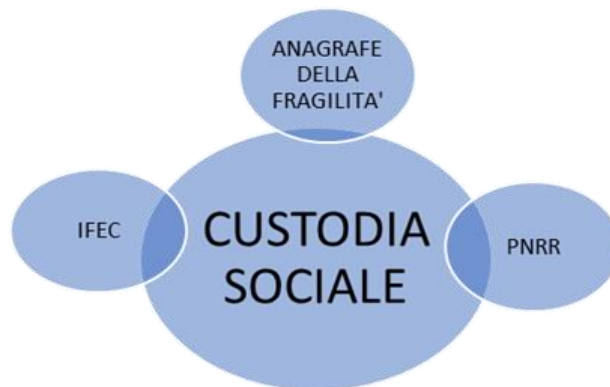 ANAGRAFE
DELLA
FRAGILITA'
IFEC
CUSTODIA
SOCIALE
PNRR